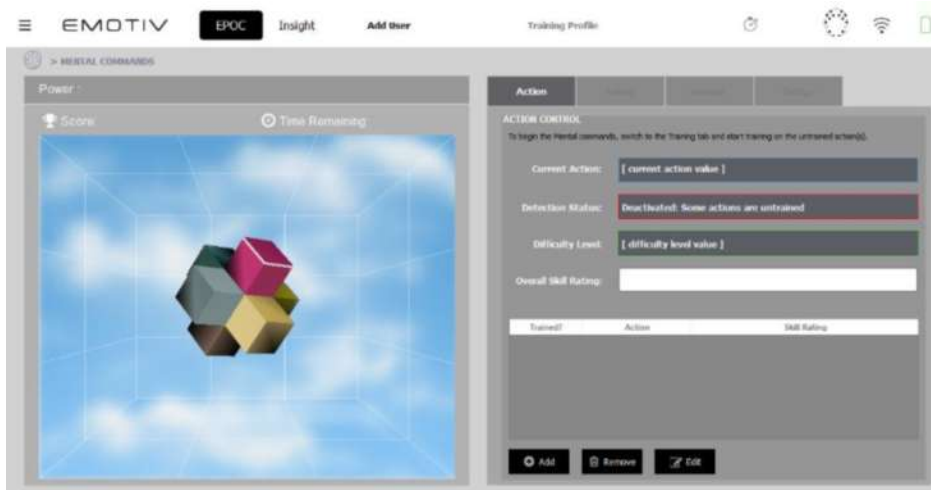 EMOTIV EPOC Insight Add User Training Profile
> MENTAL COMMANDS
Power :
Score Time Remaining
Action
ACTION CONTROL
To begin the Mental commands, switch to the Training tab and start training on the untrained action(s).
Current Action: [ current action value ]
Detection Status: Deactivated: Some actions are untrained
Difficulty Level: [ difficulty level value ]
Overall Skill Rating:
Trained? Action Skill Rating
Add Remove Edit